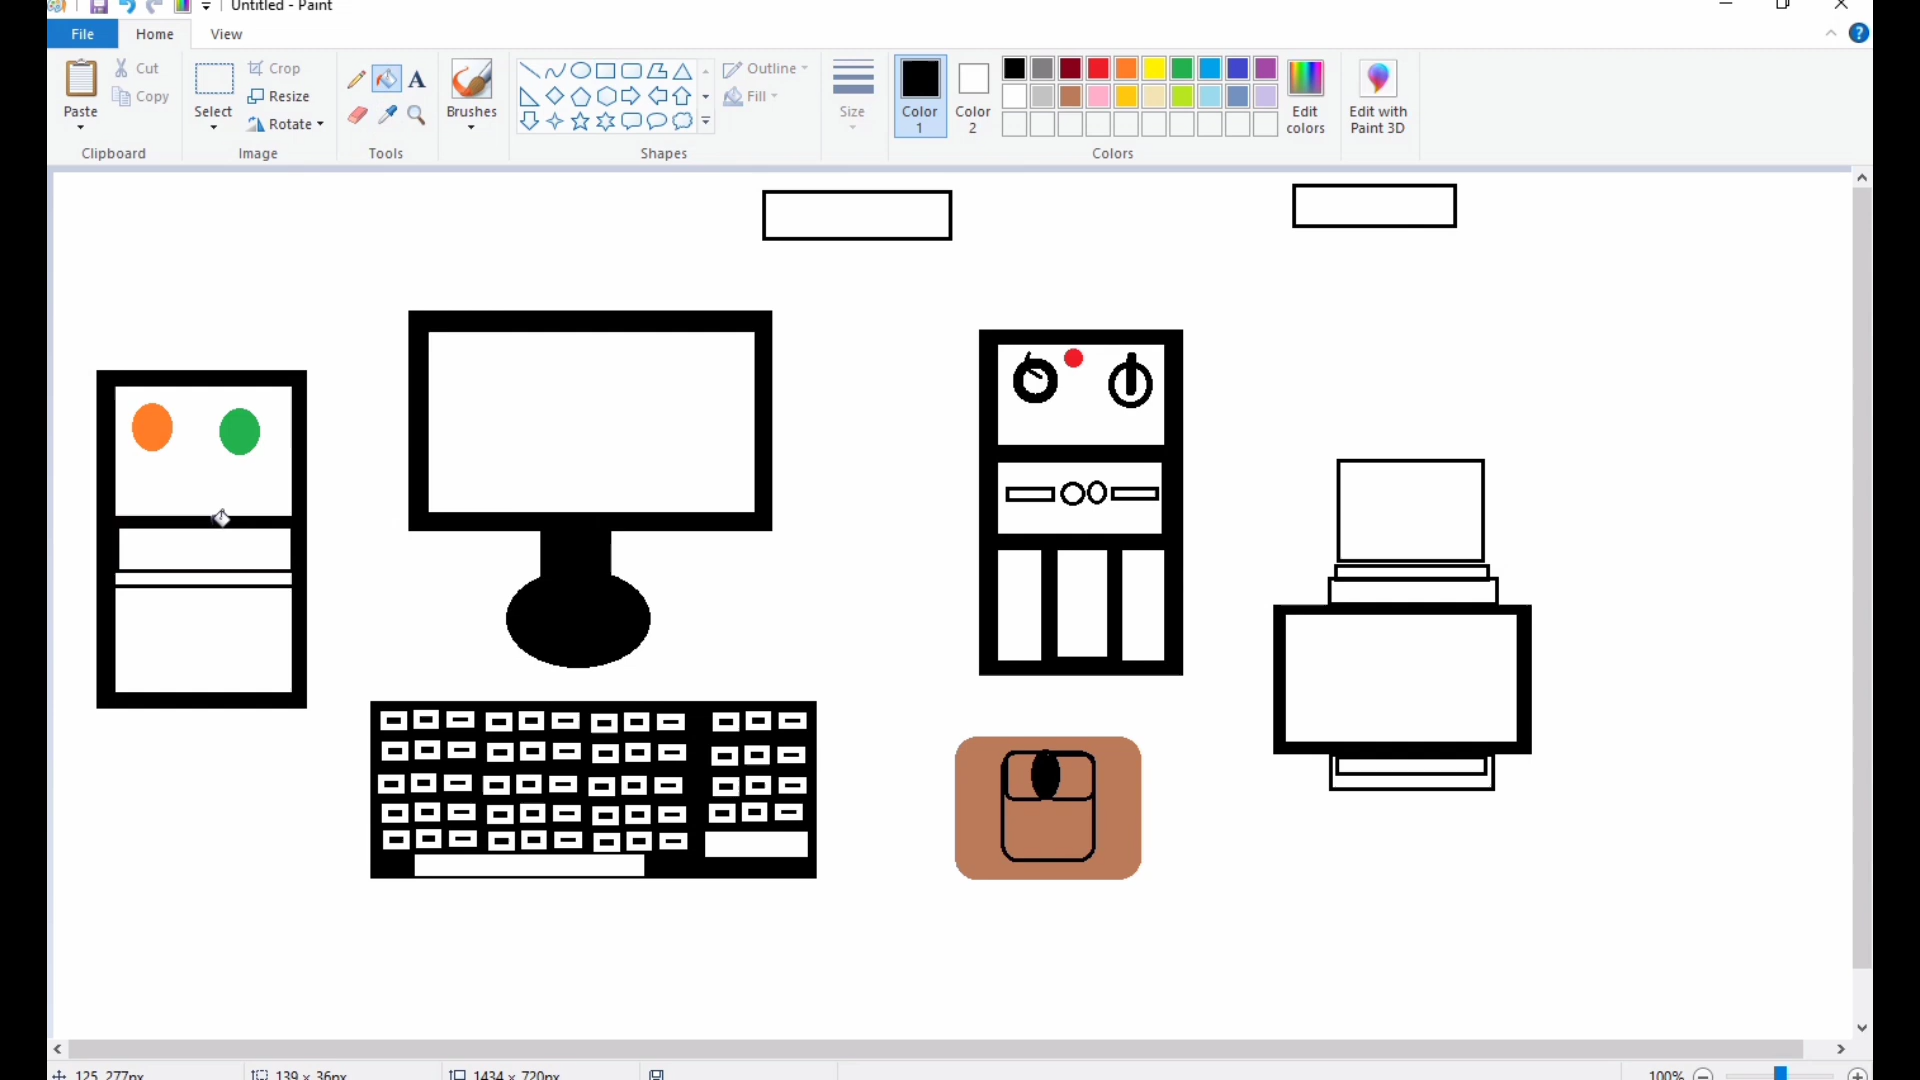 Untitled - Paint
File
Home
View
Paste
Cut
Copy
Clipboard
Select
Crop
Resize
Rotate
Image
A
Tools
Brushes
Outline
Fill
Shapes
Size
Color
1
Color
2
Edit
colors
Colors
Edit with
Paint 3D
?
125, 277px
139 × 36px
1434 × 720px
100%